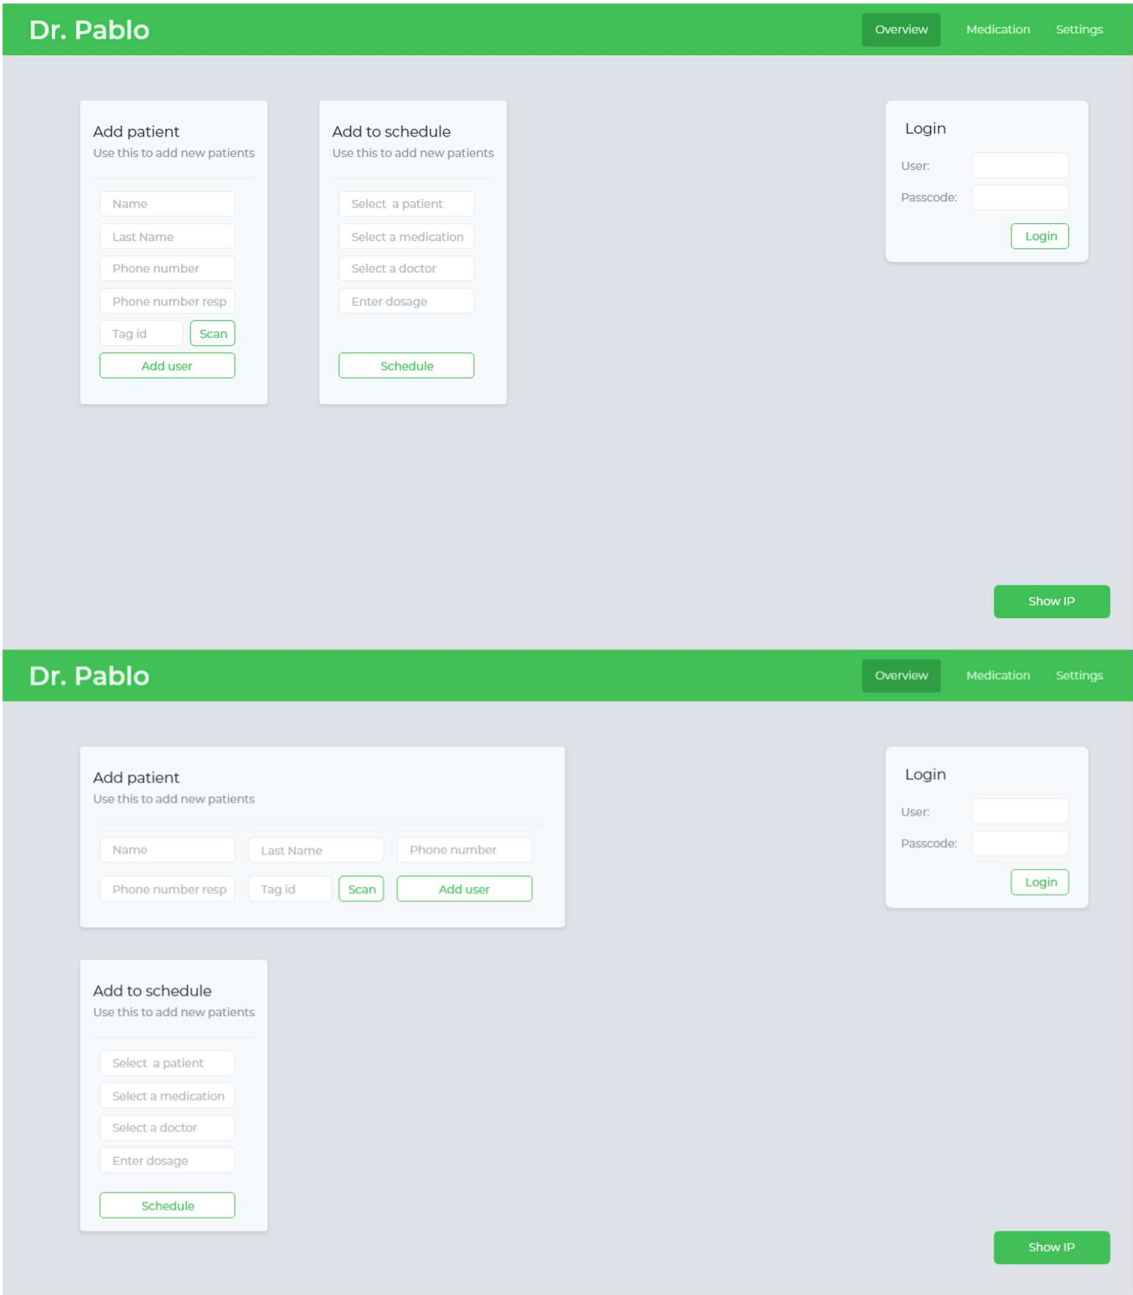 Dr. Pablo
Overview Medication Settings
Add patient
Use this to add new patients
Name
Last Name
Phone number
Phone number resp
Tag id Scan
Add user
Add to schedule
Use this to add new patients
Select a patient
Select a medication
Select a doctor
Enter dosage
Schedule
Login
User:
Passcode:
Login
Show IP
Dr. Pablo
Overview Medication Settings
Add patient
Use this to add new patients
Name Last Name Phone number
Phone number resp Tag id Scan Add user
Login
User:
Passcode:
Login
Add to schedule
Use this to add new patients
Select a patient
Select a medication
Select a doctor
Enter dosage
Schedule
Show IP